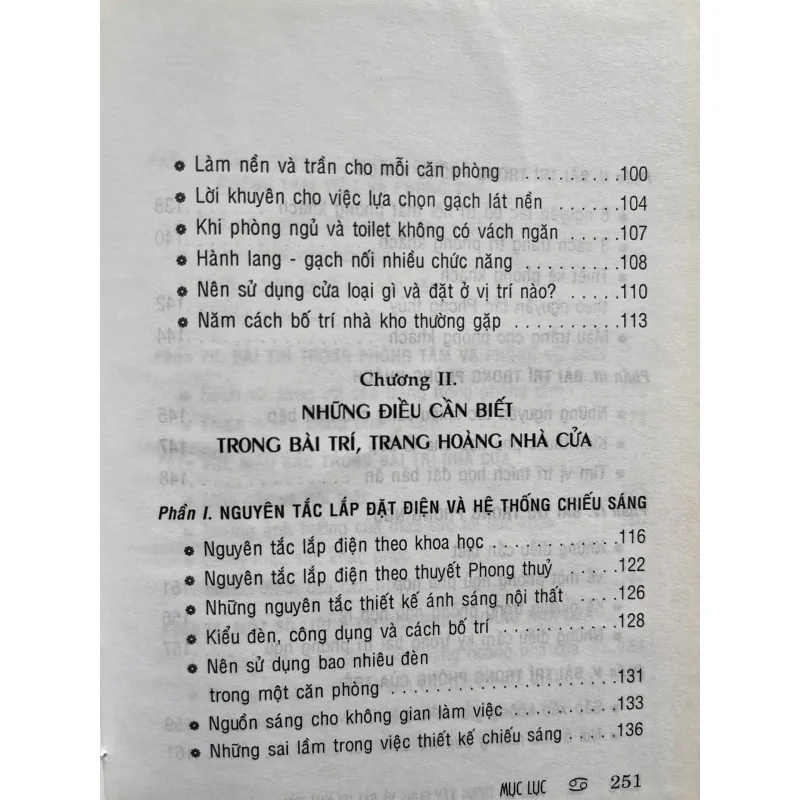 ❁ Làm nền và trần cho mỗi căn phòng . . . . . . . . .100
❁ Lời khuyên cho việc lựa chọn gạch lát nền . . . . . .104
❁ Khi phòng ngủ và toilet không có vách ngăn . . . .107
❁ Hành lang - gạch nối nhiều chức năng . . . . . . . .108
❁ Nên sử dụng cửa loại gì và đặt ở vị trí nào? . . . .110
❁ Năm cách bố trí nhà kho thường gặp . . . . . . . . .113
Chương II.
NHỮNG ĐIỀU CẦN BIẾT
TRONG BÀI TRÍ, TRANG HOÀNG NHÀ CỬA
Phần I. NGUYÊN TẮC LẮP ĐẶT ĐIỆN VÀ HỆ THỐNG CHIẾU SÁNG
❁ Nguyên tắc lắp điện theo khoa học . . . . . . . . . . .116
❁ Nguyên tắc lắp điện theo thuyết Phong thuỷ . . . . .122
❁ Những nguyên tắc thiết kế ánh sáng nội thất . . . .126
❁ Kiểu đèn, công dụng và cách bố trí . . . . . . . . . .128
❁ Nên sử dụng bao nhiêu đèn
trong một căn phòng . . . . . . . . . . . . . . . . . . .131
❁ Nguồn sáng cho không gian làm việc . . . . . . . . .133
❁ Những sai lầm trong việc thiết kế chiếu sáng . . . . .136
MỤC LỤC ♋ 251